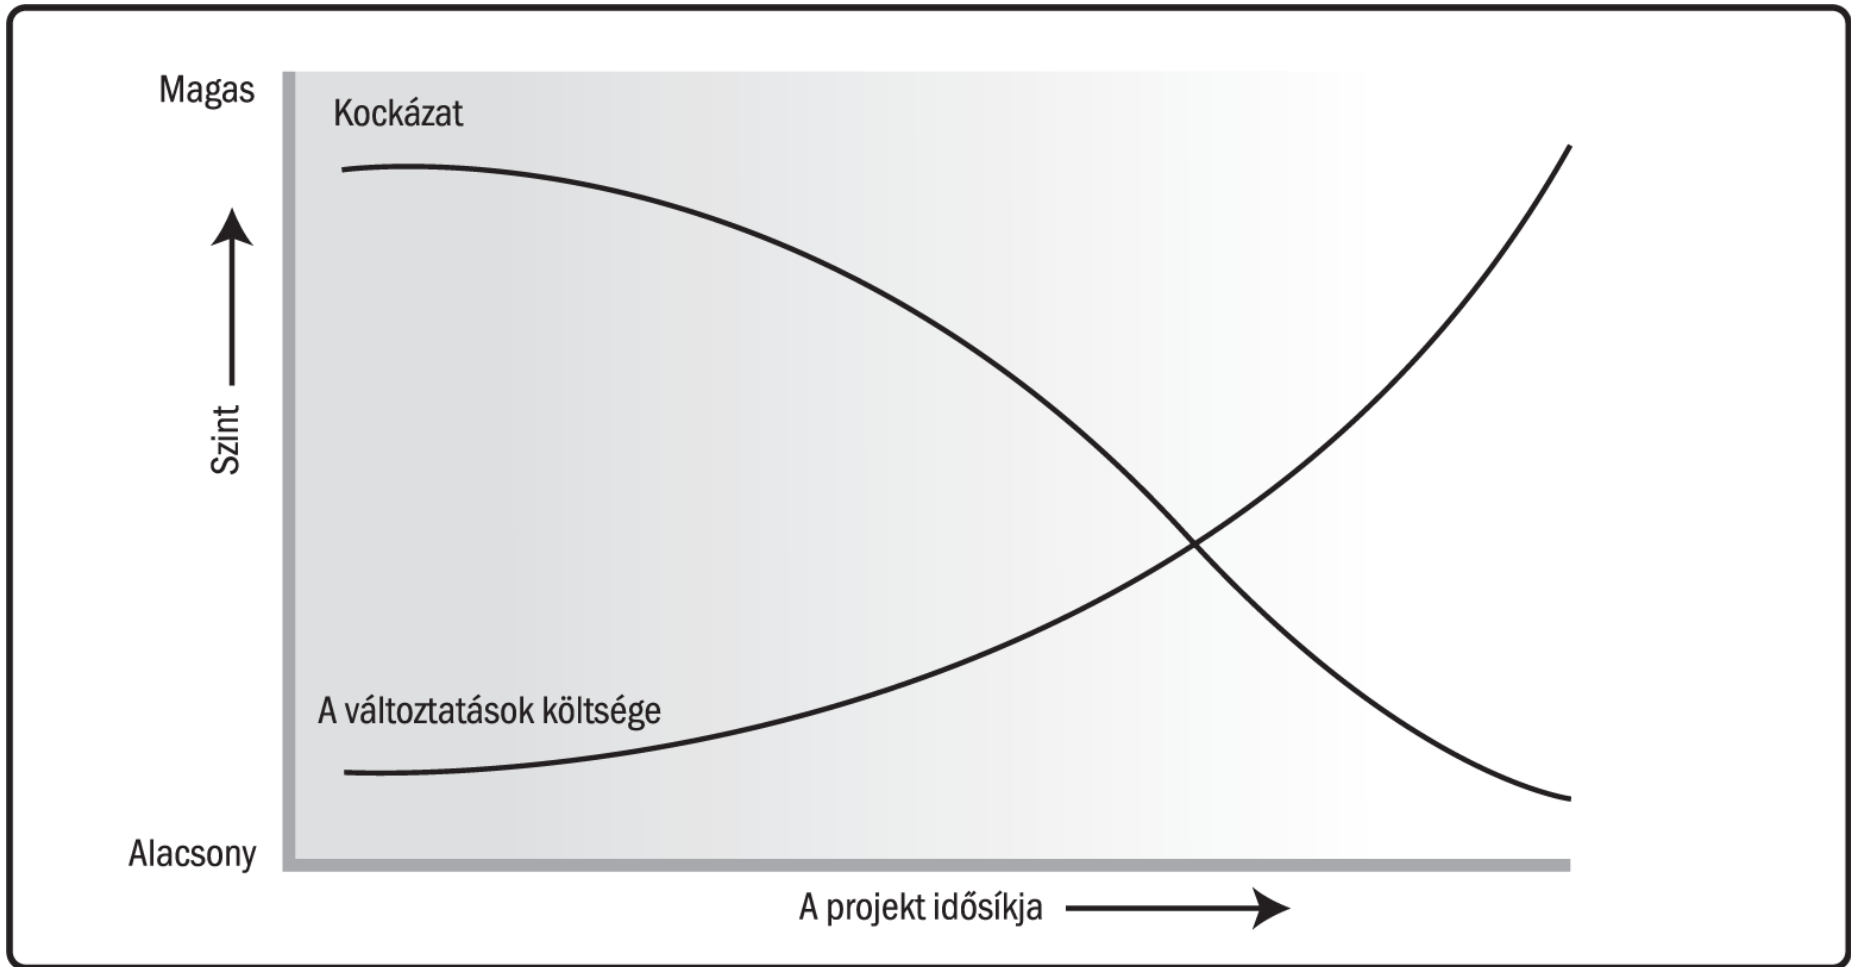 Magas
Kockázat
Szint
A változtatások költsége
Alacsony
A projekt idősíkja